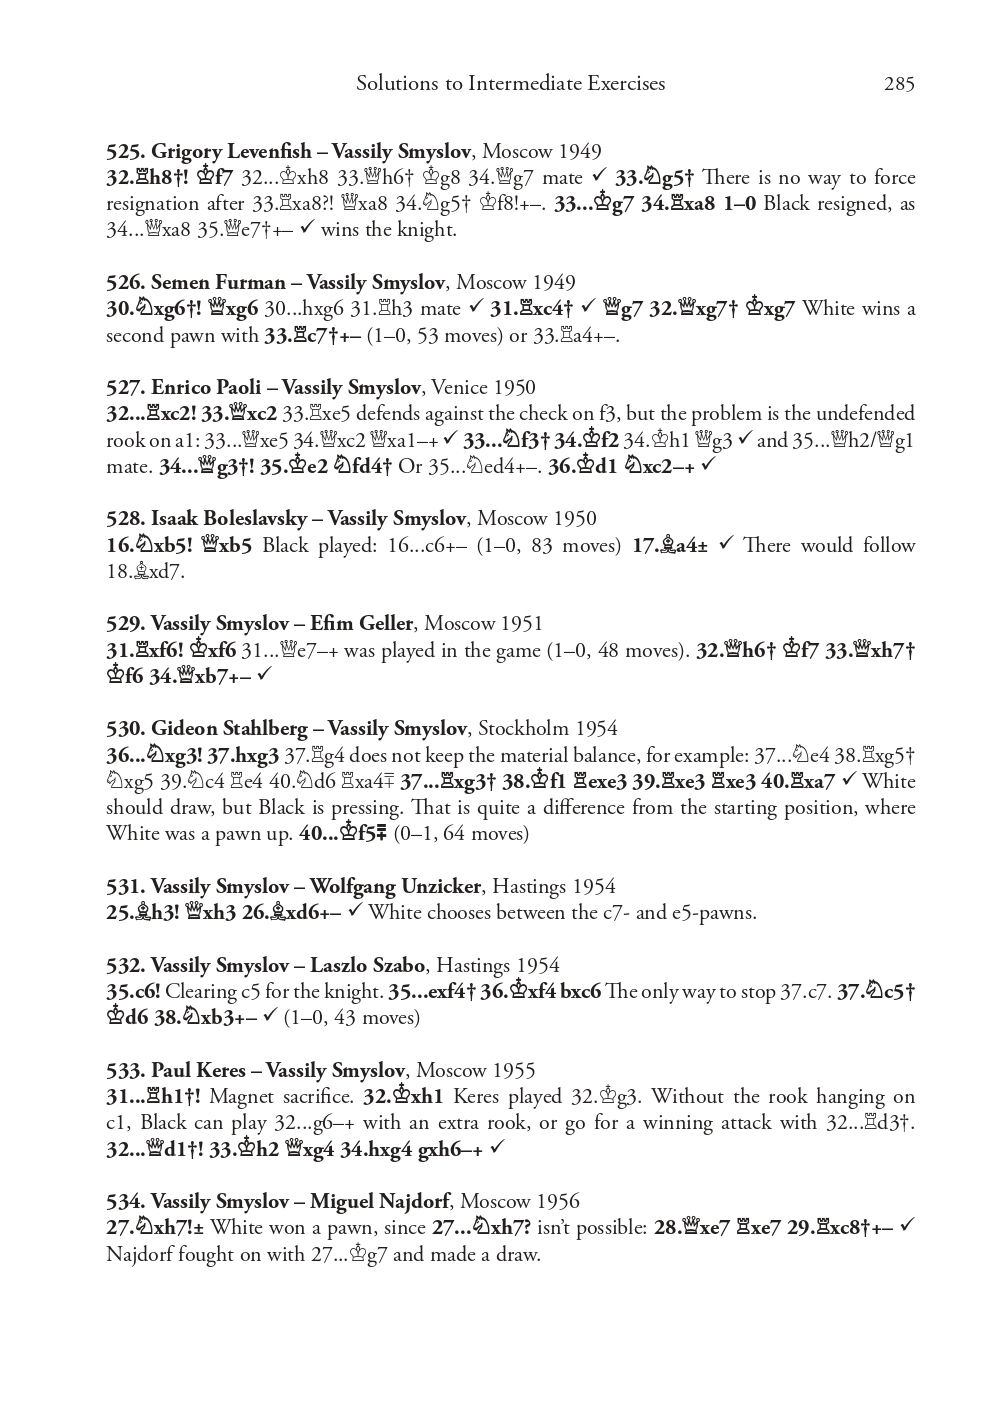 Solutions to Intermediate Exercises 285
525. Grigory Levenfish – Vassily Smyslov, Moscow 1949
32.♖h8†! ♔f7 32...♔xh8 33.♕h6† ♔g8 34.♕g7 mate ✓ 33.♘g5† There is no way to force
resignation after 33.♖xa8?! ♕xa8 34.♘g5† ♔f8!+–. 33...♔g7 34.♖xa8 1–0 Black resigned, as
34...♕xa8 35.♕e7†+– ✓ wins the knight.
526. Semen Furman – Vassily Smyslov, Moscow 1949
30.♘xg6†! ♕xg6 30...hxg6 31.♖h3 mate ✓ 31.♖xc4† ✓ ♕g7 32.♕xg7† ♔xg7 White wins a
second pawn with 33.♖c7†+– (1–0, 53 moves) or 33.♖a4+–.
527. Enrico Paoli – Vassily Smyslov, Venice 1950
32...♖xc2! 33.♕xc2 33.♖xe5 defends against the check on f3, but the problem is the undefended
rook on a1: 33...♕xe5 34.♕xc2 ♕xa1–+ ✓ 33...♘f3† 34.♔f2 34.♔h1 ♕g3 ✓ and 35...♕h2/♕g1
mate. 34...♕g3†! 35.♔e2 ♘fd4† Or 35...♘ed4+–. 36.♔d1 ♘xc2–+ ✓
528. Isaak Boleslavsky – Vassily Smyslov, Moscow 1950
16.♘xb5! ♕xb5 Black played: 16...c6+– (1–0, 83 moves) 17.♗a4± ✓ There would follow
18.♗xd7.
529. Vassily Smyslov – Efim Geller, Moscow 1951
31.♖xf6! ♔xf6 31...♕e7–+ was played in the game (1–0, 48 moves). 32.♕h6† ♔f7 33.♕xh7†
♔f6 34.♕xb7+– ✓
530. Gideon Stahlberg – Vassily Smyslov, Stockholm 1954
36...♘xg3! 37.hxg3 37.♖g4 does not keep the material balance, for example: 37...♘e4 38.♖xg5†
♘xg5 39.♘c4 ♖e4 40.♘d6 ♖xa4∓ 37...♖xg3† 38.♔f1 ♖exe3 39.♖xe3 ♖xe3 40.♖xa7 ✓ White
should draw, but Black is pressing. That is quite a difference from the starting position, where
White was a pawn up. 40...♔f5⩱ (0–1, 64 moves)
531. Vassily Smyslov – Wolfgang Unzicker, Hastings 1954
25.♗h3! ♕xh3 26.♗xd6+– ✓ White chooses between the c7- and e5-pawns.
532. Vassily Smyslov – Laszlo Szabo, Hastings 1954
35.c6! Clearing c5 for the knight. 35...exf4† 36.♔xf4 bxc6 The only way to stop 37.c7. 37.♘c5†
♔d6 38.♘xb3+– ✓ (1–0, 43 moves)
533. Paul Keres – Vassily Smyslov, Moscow 1955
31...♖h1†! Magnet sacrifice. 32.♔xh1 Keres played 32.♔g3. Without the rook hanging on
c1, Black can play 32...g6–+ with an extra rook, or go for a winning attack with 32...♖d3†.
32...♕d1†! 33.♔h2 ♕xg4 34.hxg4 gxh6–+ ✓
534. Vassily Smyslov – Miguel Najdorf, Moscow 1956
27.♘xh7!± White won a pawn, since 27...♘xh7? isn’t possible: 28.♕xe7 ♖xe7 29.♖xc8†+– ✓
Najdorf fought on with 27...♔g7 and made a draw.